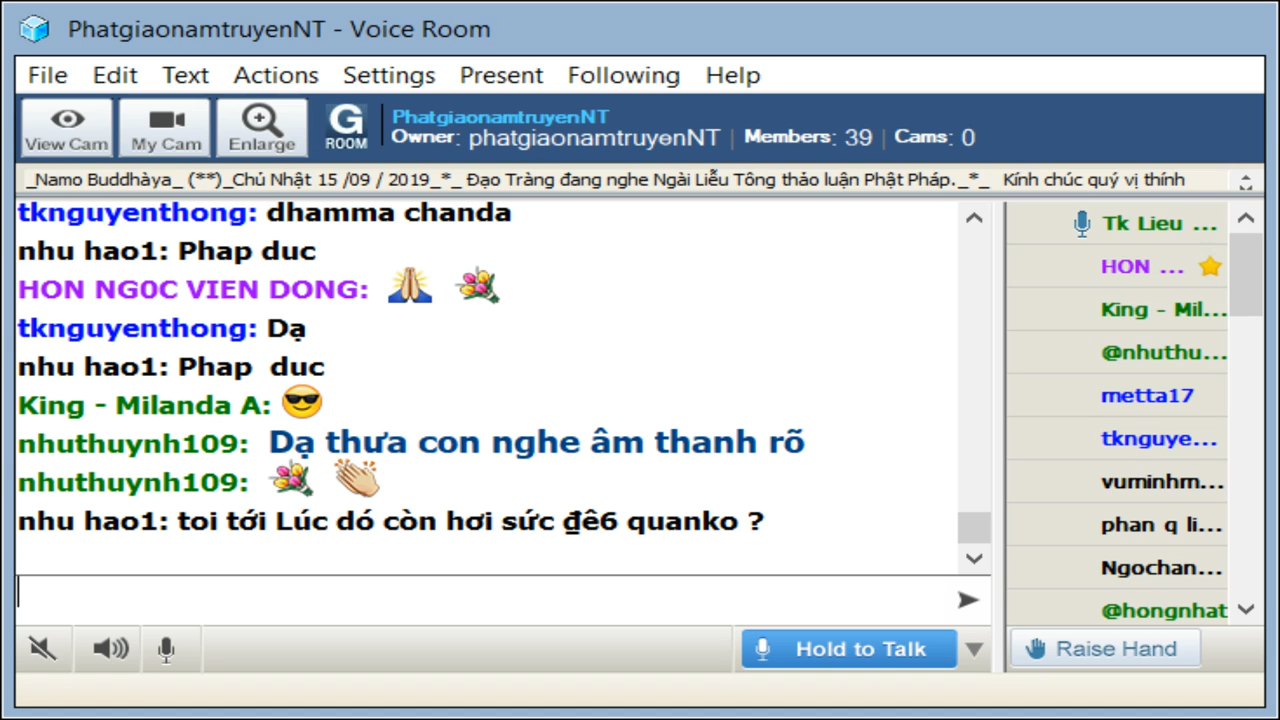 PhatgiaonamtruyenNT - Voice Room
File Edit Text Actions Settings Present Following Help
View Cam My Cam Enlarge G ROOM
PhatgiaonamtruyenNT
Owner: phatgiaonamtruyenNT | Members: 39 | Cams: 0
_Namo Buddhàya_ (**)_Chủ Nhật 15 /09 / 2019_*_ Đạo Tràng đang nghe Ngài Liễu Tông thảo luận Phật Pháp._*_ Kính chúc quý vị thính
tknguyenthong: dhamma chanda
nhu hao1: Phap duc
HON NG0C VIEN DONG:
tknguyenthong: Dạ
nhu hao1: Phap duc
King - Milanda A:
nhuthuynh109: Dạ thưa con nghe âm thanh rõ
nhuthuynh109:
nhu hao1: toi tới Lúc dó còn hơi sức ₫ê6 quanko ?
Tk Lieu ...
HON ...
King - Mil...
@nhuthu...
metta17
tknguye...
vuminhm...
phan q li...
Ngochan...
@hongnhat
Hold to Talk
Raise Hand